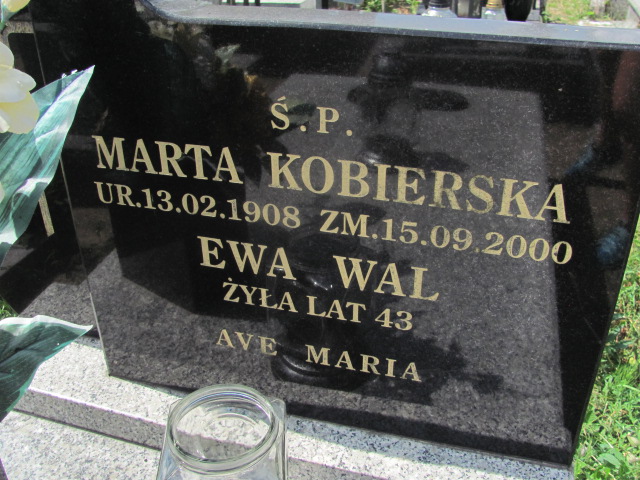 Ś.P.
MARTA KOBIERSKA
UR.13.02.1908 ZM.15.09.2000
EWA WAL
ŻYŁA LAT 43
AVE MARIA